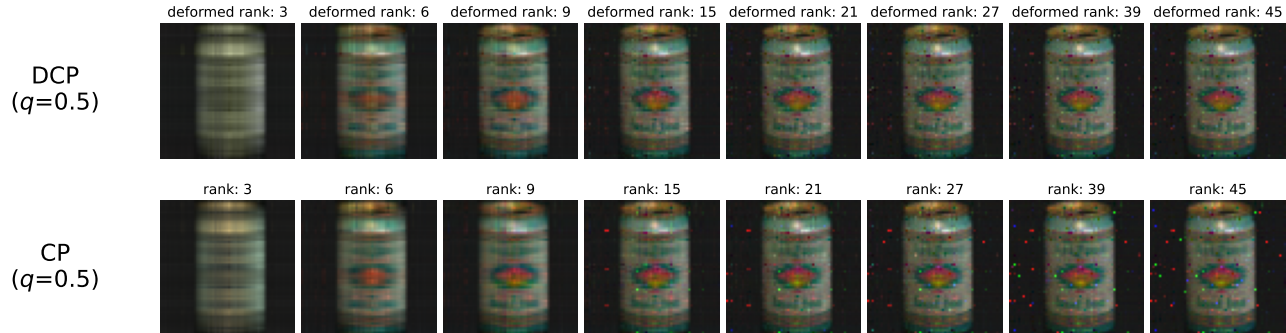 deformed rank: 3 deformed rank: 6 deformed rank: 9 deformed rank: 15 deformed rank: 21 deformed rank: 27 deformed rank: 39 deformed rank: 45
DCP
(q=0.5)
rank: 3 rank: 6 rank: 9 rank: 15 rank: 21 rank: 27 rank: 39 rank: 45
CP
(q=0.5)